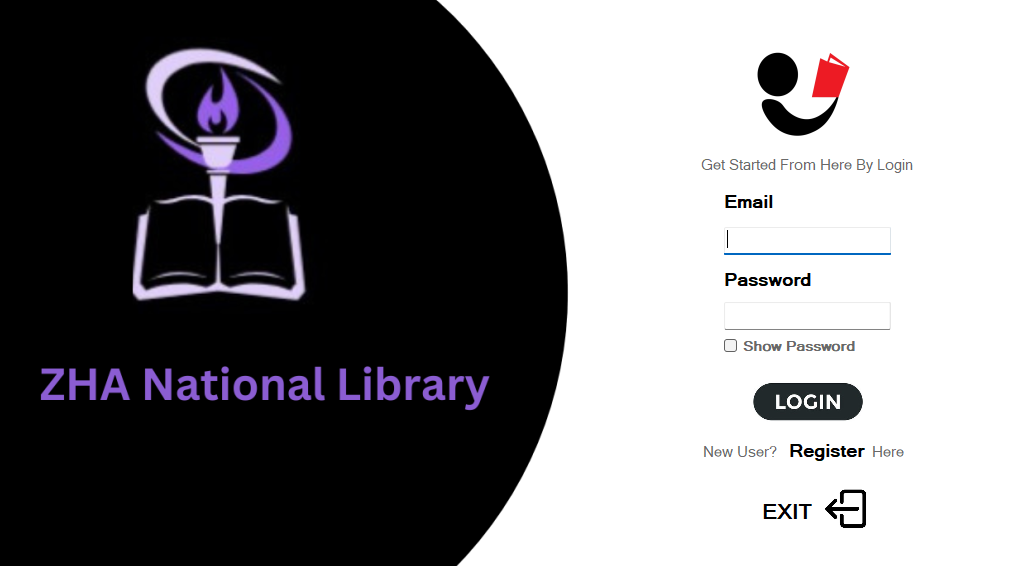 ZHA National Library
Get Started From Here By Login
Email
Password
Show Password
LOGIN
New User? Register Here
EXIT